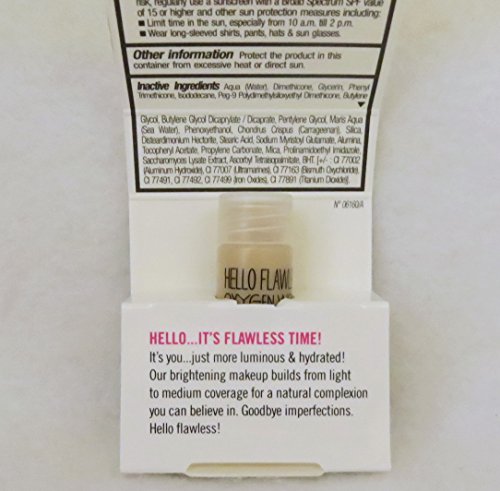 risk, regularly use a sunscreen with a Broad Spectrum SPF value
of 15 or higher and other sun protection measures including:
■ Limit time in the sun, especially from 10 a.m. till 2 p.m.
■ Wear long-sleeved shirts, pants, hats & sun glasses.
Other information Protect the product in this
container from excessive heat or direct sun.
Inactive Ingredients Aqua (Water), Dimethicone, Glycerin, Phenyl
Trimethicone, Isododecane, Peg-9 Polydimethylsiloxyethyl Dimethicone, Butylene
Glycol, Butylene Glycol Dicaprylate / Dicaprate, Pentylene Glycol, Maris Aqua
(Sea Water), Phenoxyethanol, Chondrus Crispus (Carrageenan), Silica,
Disteardimonium Hectorite, Stearic Acid, Sodium Myristoyl Glutamate, Alumina,
Tocopheryl Acetate, Propylene Carbonate, Mica, Prolinamidoethyl Imidazole,
Saccharomyces Lysate Extract, Ascorbyl Tetraisopalmitate, BHT. [+/- : CI 77002
(Aluminum Hydroxide), CI 77007 (Ultramarines), CI 77163 (Bismuth Oxychloride),
CI 77491, CI 77492, CI 77499 (Iron Oxides), CI 77891 (Titanium Dioxide)].
N° 06160/A
HELLO FLAWL
OXYGEN W
HELLO...IT'S FLAWLESS TIME!
It's you...just more luminous & hydrated!
Our brightening makeup builds from light
to medium coverage for a natural complexion
you can believe in. Goodbye imperfections.
Hello flawless!